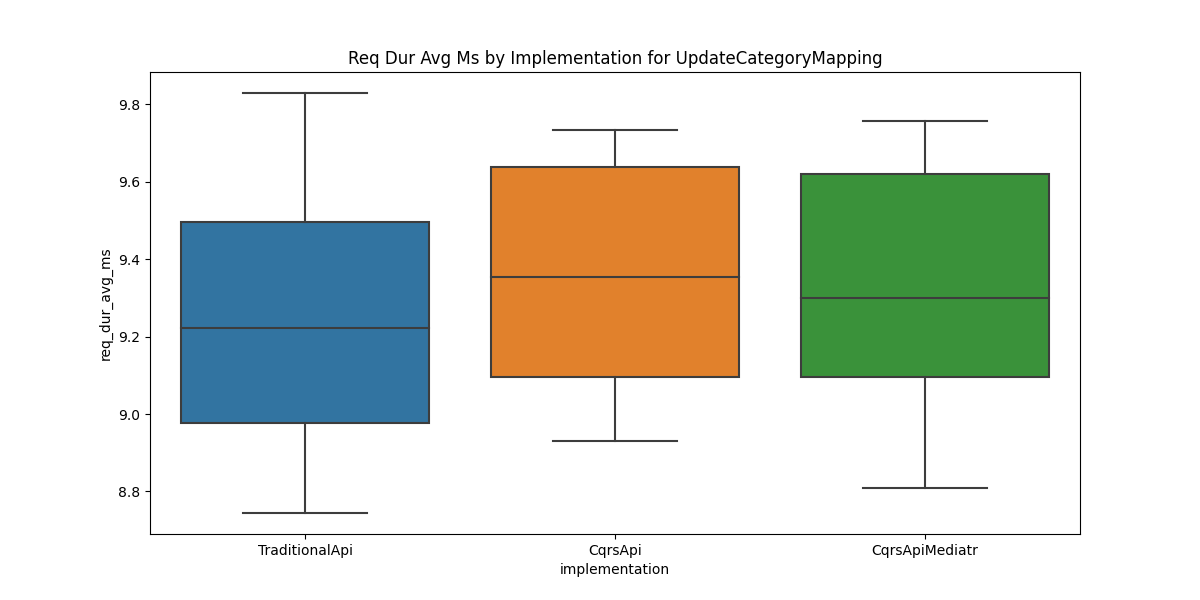 Req Dur Avg Ms by Implementation for UpdateCategoryMapping
req_dur_avg_ms
9.8
9.6
9.4
9.2
9.0
8.8
TraditionalApi
CqrsApi
CqrsApiMediatr
implementation